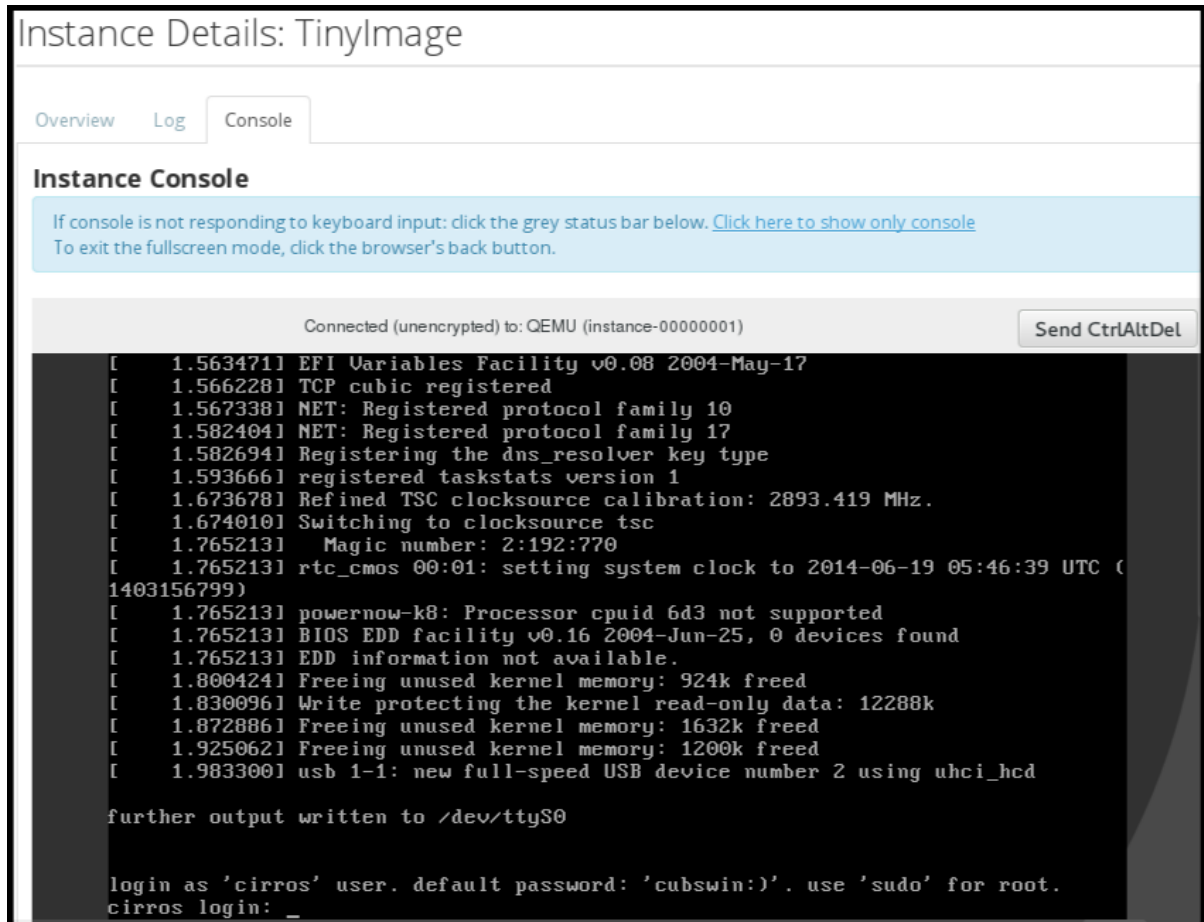 Instance Details: TinyImage
Overview Log Console
Instance Console
If console is not responding to keyboard input: click the grey status bar below. Click here to show only console
To exit the fullscreen mode, click the browser's back button.
Connected (unencrypted) to: QEMU (instance-00000001) Send CtrlAltDel
[    1.563471] EFI Variables Facility v0.08 2004-May-17
[    1.566228] TCP cubic registered
[    1.567338] NET: Registered protocol family 10
[    1.582404] NET: Registered protocol family 17
[    1.582694] Registering the dns_resolver key type
[    1.593666] registered taskstats version 1
[    1.673678] Refined TSC clocksource calibration: 2893.419 MHz.
[    1.674010] Switching to clocksource tsc
[    1.765213]   Magic number: 2:192:770
[    1.765213] rtc_cmos 00:01: setting system clock to 2014-06-19 05:46:39 UTC (
1403156799)
[    1.765213] powernow-k8: Processor cpuid 6d3 not supported
[    1.765213] BIOS EDD facility v0.16 2004-Jun-25, 0 devices found
[    1.765213] EDD information not available.
[    1.800424] Freeing unused kernel memory: 924k freed
[    1.830096] Write protecting the kernel read-only data: 12288k
[    1.872886] Freeing unused kernel memory: 1632k freed
[    1.925062] Freeing unused kernel memory: 1200k freed
[    1.983300] usb 1-1: new full-speed USB device number 2 using uhci_hcd
further output written to /dev/ttyS0
login as 'cirros' user. default password: 'cubswin:)'. use 'sudo' for root.
cirros login: _